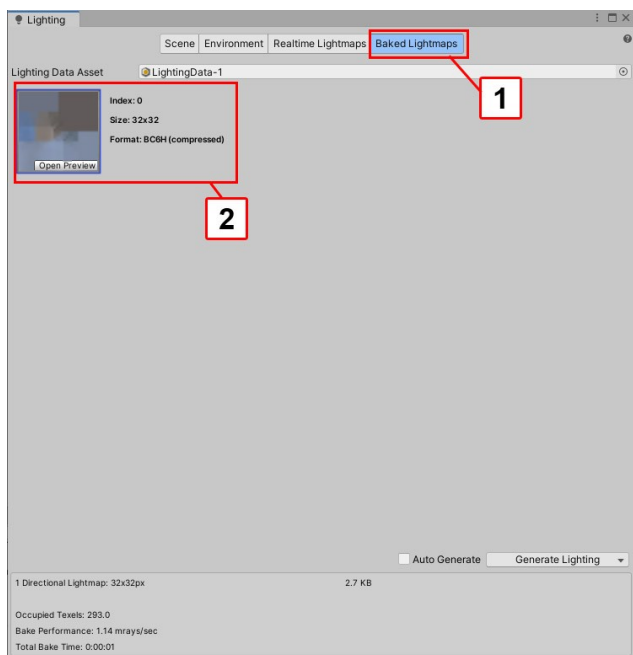 Lighting
Scene Environment Realtime Lightmaps Baked Lightmaps
Lighting Data Asset LightingData-1
1
Index: 0
Size: 32x32
Format: BC6H (compressed)
Open Preview
2
Auto Generate Generate Lighting
1 Directional Lightmap: 32x32px 2.7 KB
Occupied Texels: 293.0
Bake Performance: 1.14 mrays/sec
Total Bake Time: 0:00:01